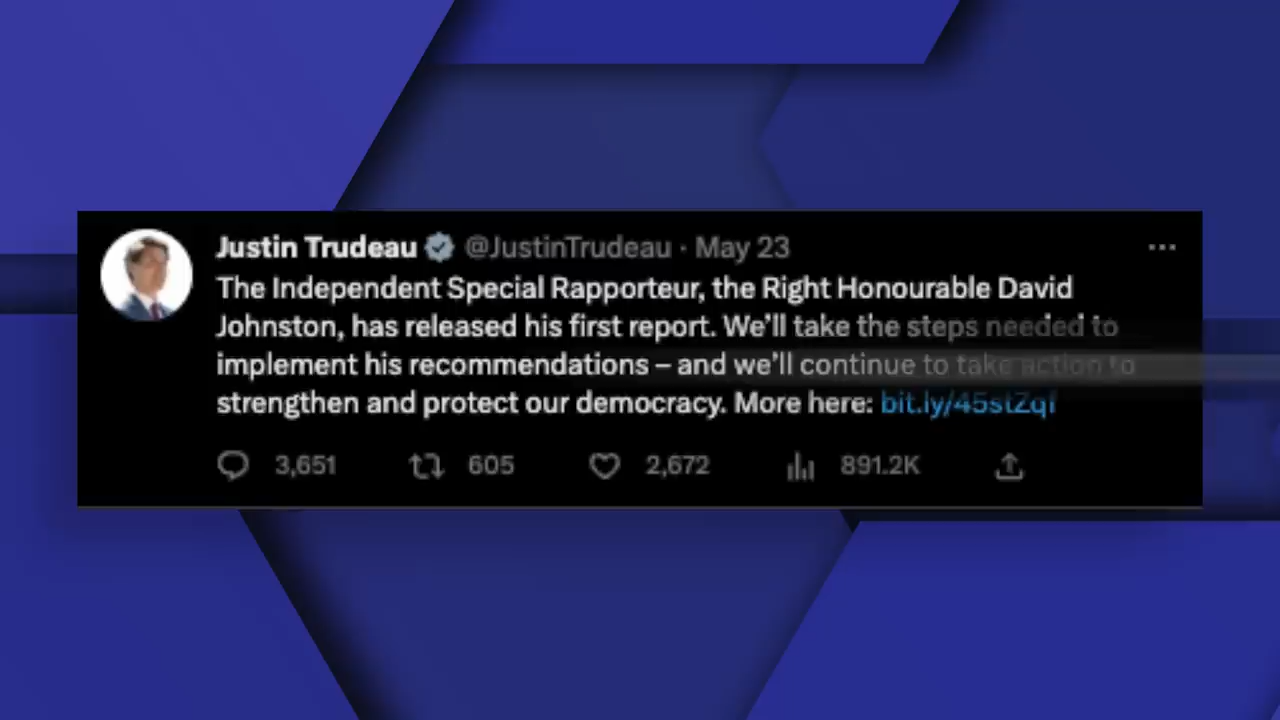 Justin Trudeau @JustinTrudeau · May 23
The Independent Special Rapporteur, the Right Honourable David
Johnston, has released his first report. We'll take the steps needed to
implement his recommendations – and we'll continue to take action to
strengthen and protect our democracy. More here: bit.ly/45stZqf
3,651 605 2,672 891.2K